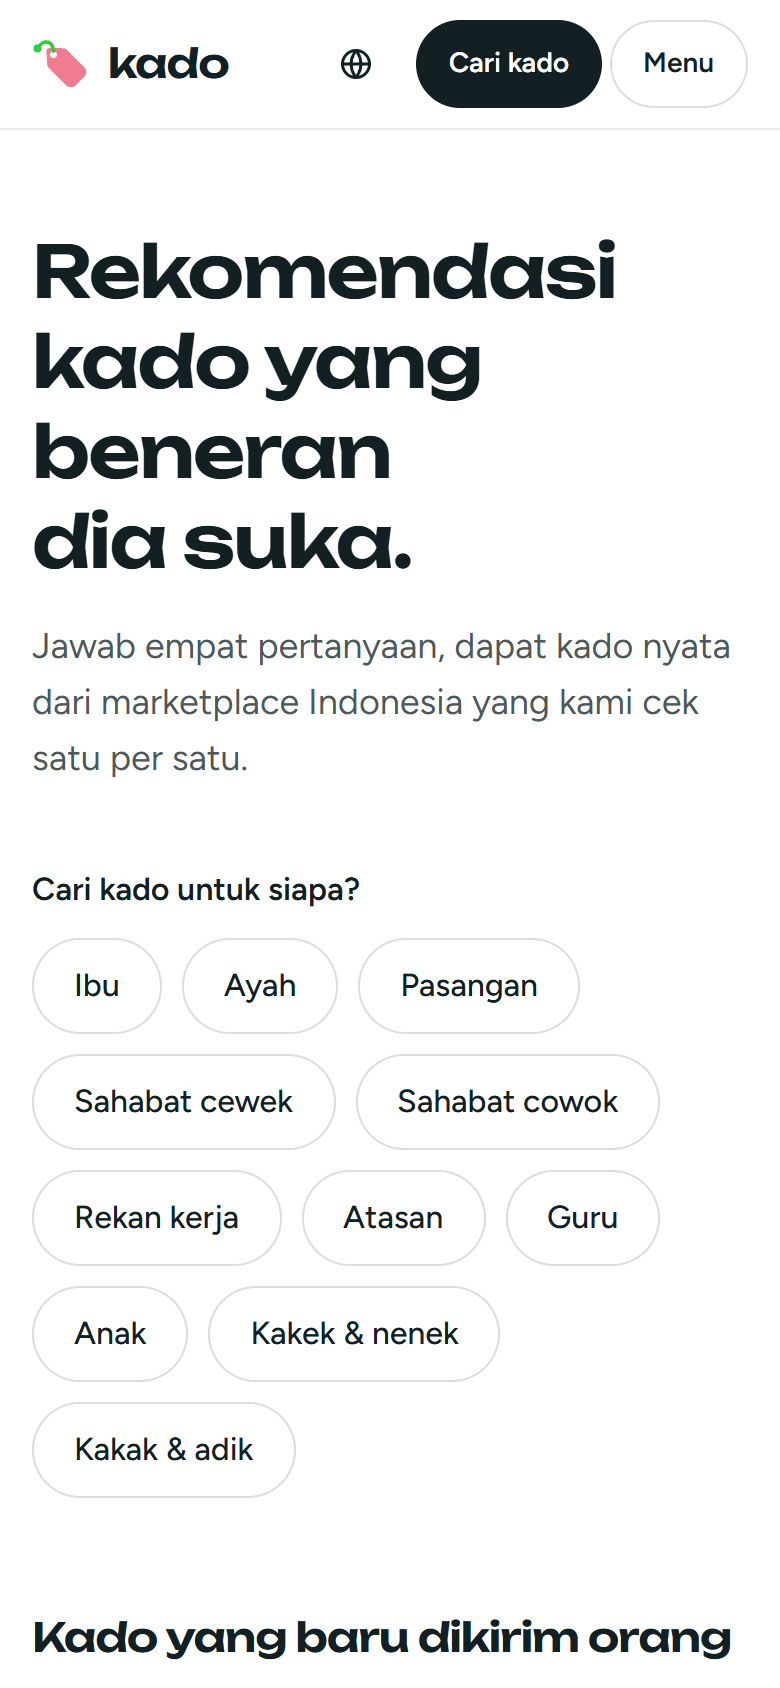 kado
Cari kado
Menu
Rekomendasi
kado yang
beneran
dia suka.
Jawab empat pertanyaan, dapat kado nyata
dari marketplace Indonesia yang kami cek
satu per satu.
Cari kado untuk siapa?
Ibu
Ayah
Pasangan
Sahabat cewek
Sahabat cowok
Rekan kerja
Atasan
Guru
Anak
Kakek & nenek
Kakak & adik
Kado yang baru dikirim orang